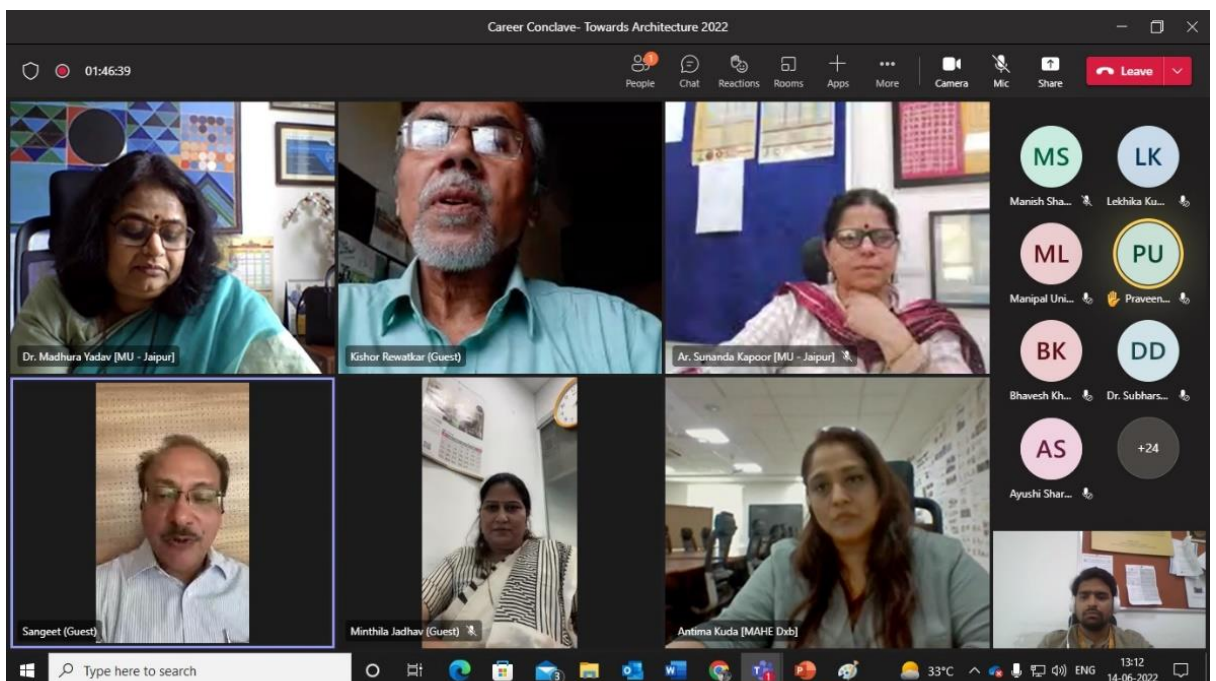 Career Conclave- Towards Architecture 2022
01:46:39
People
Chat
Reactions
Rooms
Apps
More
Camera
Mic
Share
Leave
1
Dr. Madhura Yadav [MU - Jaipur]
Kishor Rewatkar (Guest)
Ar. Sunanda Kapoor [MU - Jaipur]
MS
LK
Manish Sha...
Lekhika Ku...
ML
PU
Manipal Uni...
Praveen...
BK
DD
Bhavesh Kh...
Dr. Subhars...
AS
+24
Ayushi Shar...
Sangeet (Guest)
Minthila Jadhav (Guest)
Antima Kuda [MAHE Dxb]
Type here to search
33°C
ENG
13:12
14-06-2022